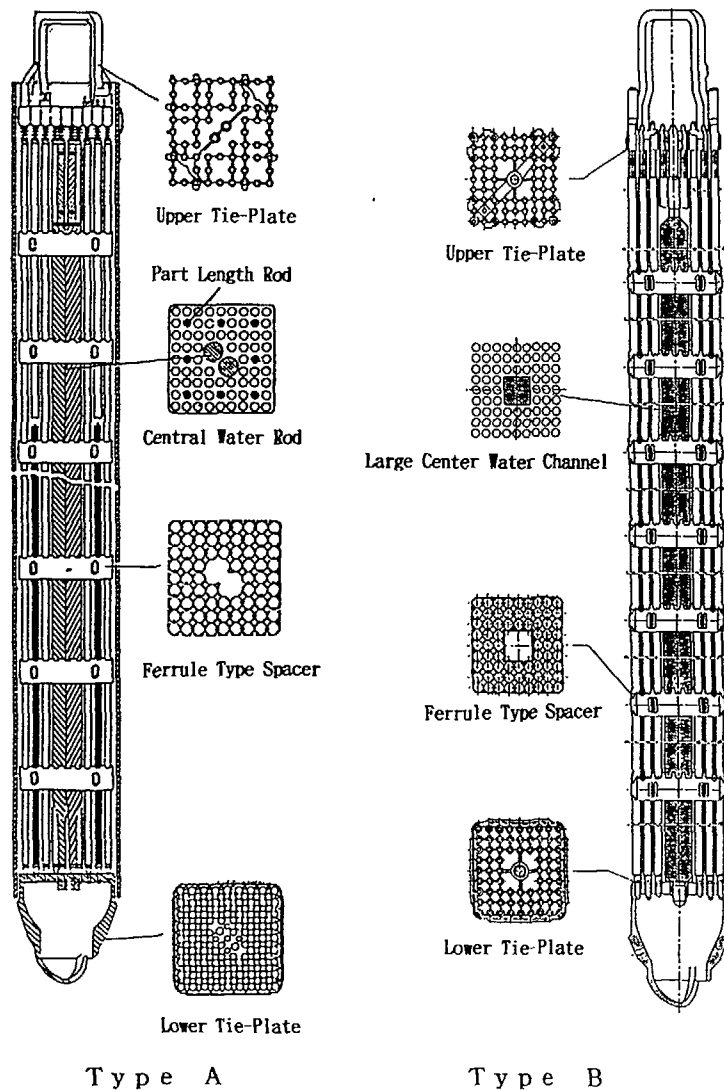 Upper Tie-Plate
Part Length Rod
Central Water Rod
Ferrule Type Spacer
Lower Tie-Plate
Type A
Upper Tie-Plate
Large Center Water Channel
Ferrule Type Spacer
Lower Tie-Plate
Type B